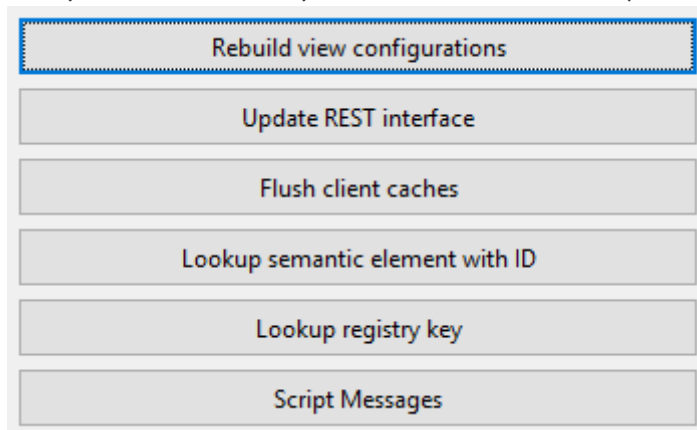 Rebuild view configurations
Update REST interface
Flush client caches
Lookup semantic element with ID
Lookup registry key
Script Messages